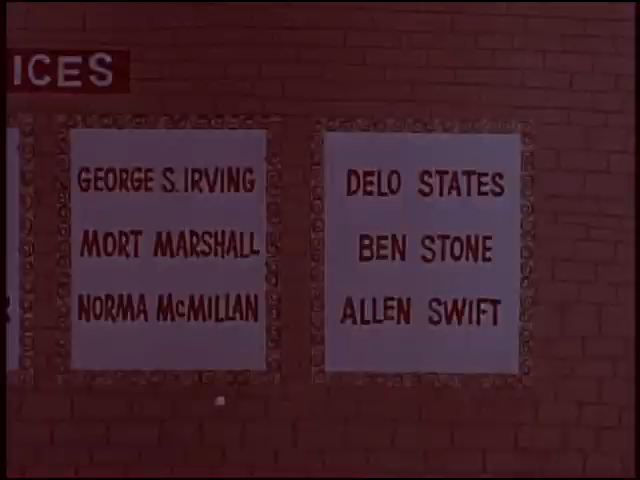 ICES
GEORGE S. IRVING
MORT MARSHALL
NORMA McMILLAN
DELO STATES
BEN STONE
ALLEN SWIFT